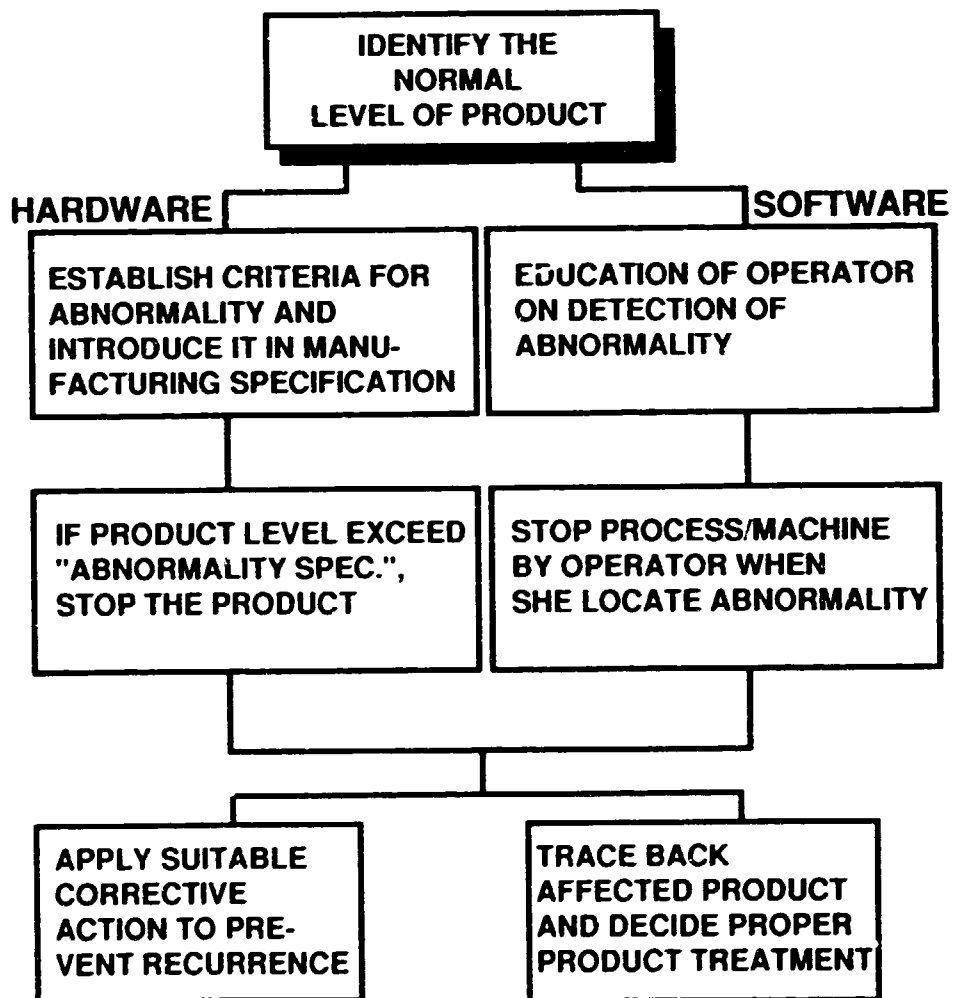 IDENTIFY THE
NORMAL
LEVEL OF PRODUCT
HARDWARE
SOFTWARE
ESTABLISH CRITERIA FOR
ABNORMALITY AND
INTRODUCE IT IN MANU-
FACTURING SPECIFICATION
EDUCATION OF OPERATOR
ON DETECTION OF
ABNORMALITY
IF PRODUCT LEVEL EXCEED
"ABNORMALITY SPEC.",
STOP THE PRODUCT
STOP PROCESS/MACHINE
BY OPERATOR WHEN
SHE LOCATE ABNORMALITY
APPLY SUITABLE
CORRECTIVE
ACTION TO PRE-
VENT RECURRENCE
TRACE BACK
AFFECTED PRODUCT
AND DECIDE PROPER
PRODUCT TREATMENT